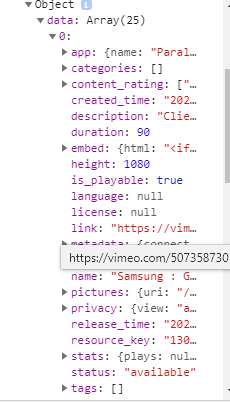 Object i
data: Array(25)
0:
app: {name: "Paral…
categories: []
content_rating: ["…
created_time: "202…
description: "Clie…
duration: 90
embed: {html: "<if…
height: 1080
is_playable: true
language: null
license: null
link: "https://vim…
metadata: {connect…
https://vimeo.com/507358730
name: "Samsung : G…
pictures: {uri: "/…
privacy: {view: "a…
release_time: "202…
resource_key: "130…
stats: {plays: nul…
status: "available"
tags: []